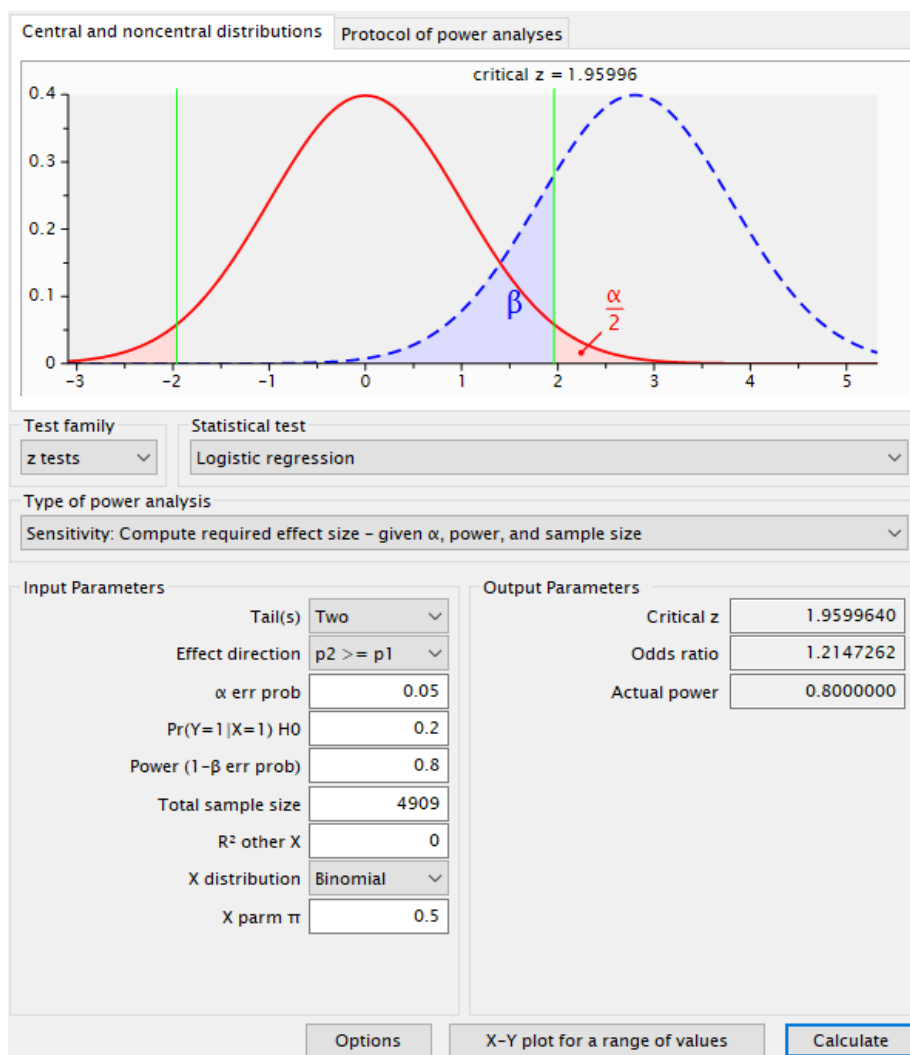 Central and noncentral distributions
Protocol of power analyses
critical z = 1.95996
0.4
0.3
0.2
0.1
0
β
α
2
-3 -2 -1 0 1 2 3 4 5
Test family
Statistical test
z tests
Logistic regression
Type of power analysis
Sensitivity: Compute required effect size - given α, power, and sample size
Input Parameters
Tail(s) Two
Effect direction p2 >= p1
α err prob 0.05
Pr(Y=1|X=1) H0 0.2
Power (1-β err prob) 0.8
Total sample size 4909
R² other X 0
X distribution Binomial
X parm π 0.5
Output Parameters
Critical z 1.9599640
Odds ratio 1.2147262
Actual power 0.8000000
Options
X-Y plot for a range of values
Calculate